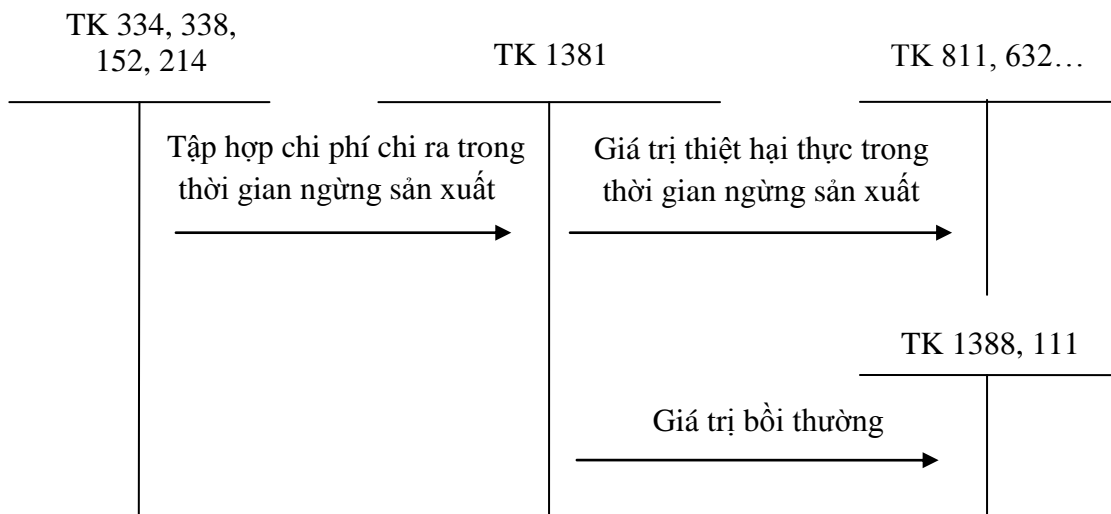 TK 334, 338,
152, 214
TK 1381
TK 811, 632…
Tập hợp chi phí chi ra trong
thời gian ngừng sản xuất
Giá trị thiệt hại thực trong
thời gian ngừng sản xuất
TK 1388, 111
Giá trị bồi thường